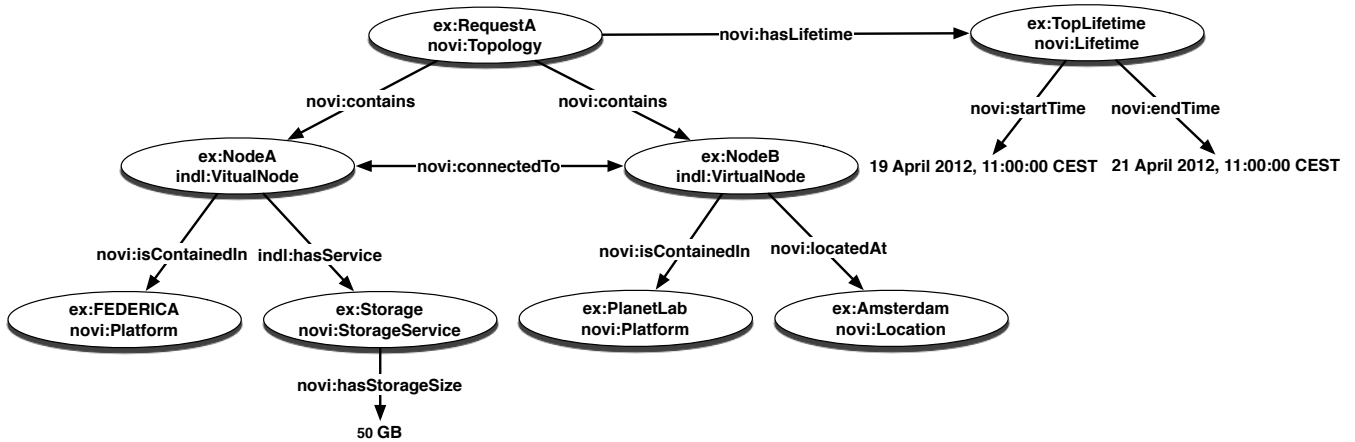 ex:RequestA
novi:Topology
novi:hasLifetime
ex:TopLifetime
novi:Lifetime
novi:contains
novi:contains
novi:startTime
novi:endTime
ex:NodeA
indl:VitualNode
novi:connectedTo
ex:NodeB
indl:VirtualNode
19 April 2012, 11:00:00 CEST
21 April 2012, 11:00:00 CEST
novi:isContainedIn
indl:hasService
novi:isContainedIn
novi:locatedAt
ex:FEDERICA
novi:Platform
ex:Storage
novi:StorageService
ex:PlanetLab
novi:Platform
ex:Amsterdam
novi:Location
novi:hasStorageSize
50 GB